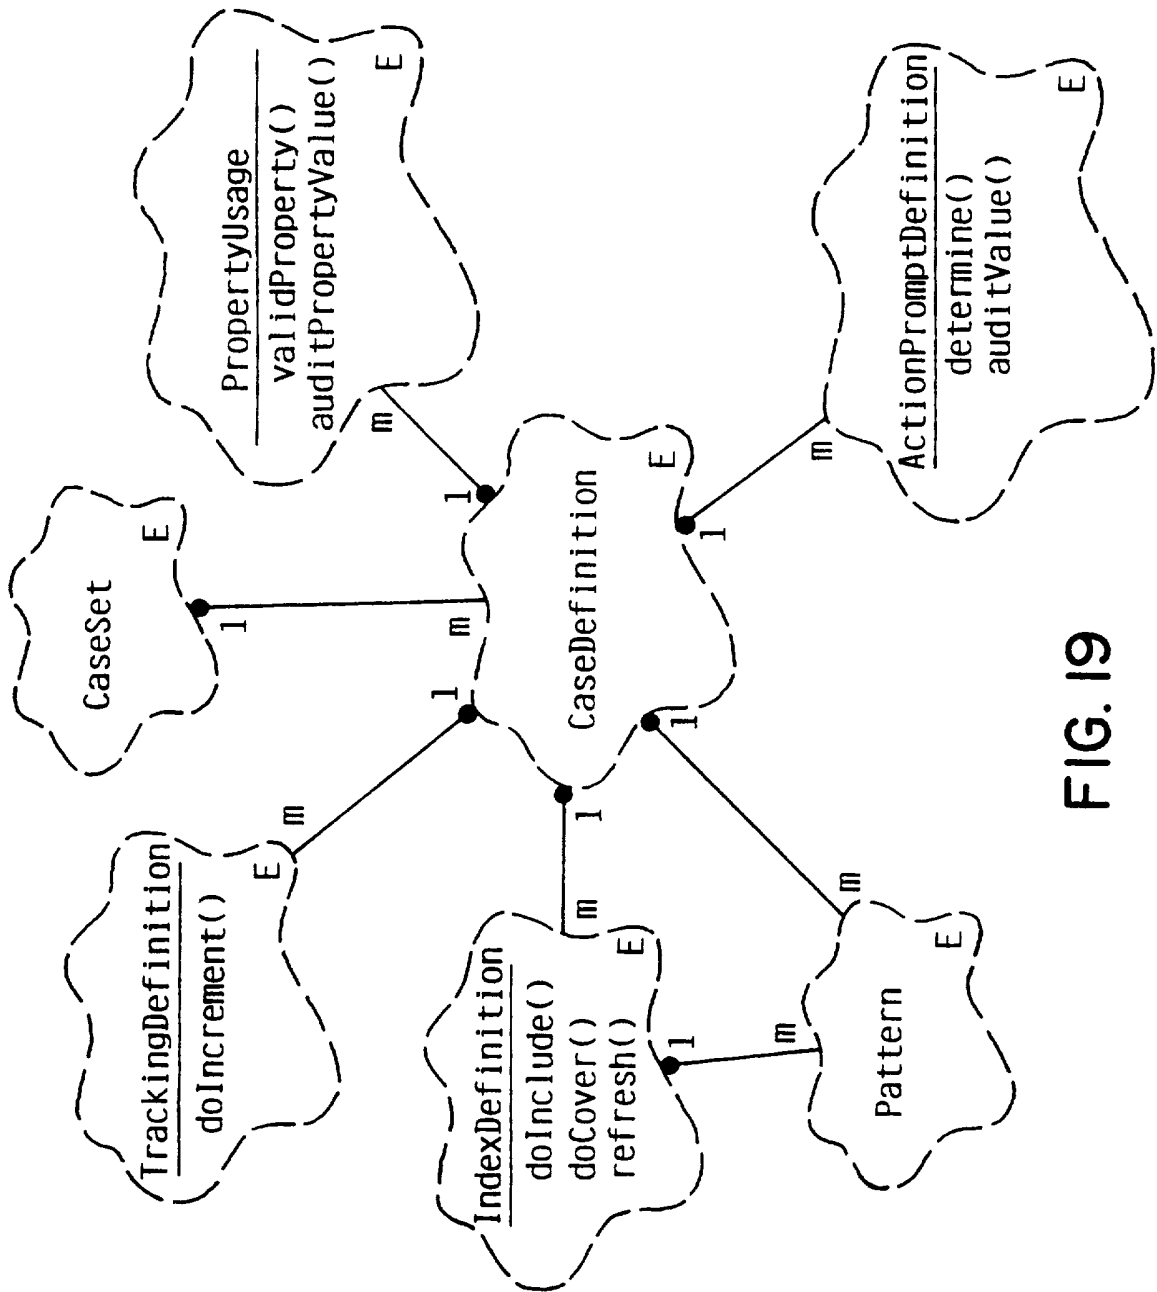 CaseSet
E
1
TrackingDefinition
doIncrement()
E
m
PropertyUsage
validProperty()
auditPropertyValue()
E
m
1
m
1
IndexDefinition
doInclude()
doCover()
refresh()
E
m
1
CaseDefinition
E
1
1
1
m
m
Pattern
E
m
ActionPromptDefinition
determine()
auditValue()
E
FIG. 19